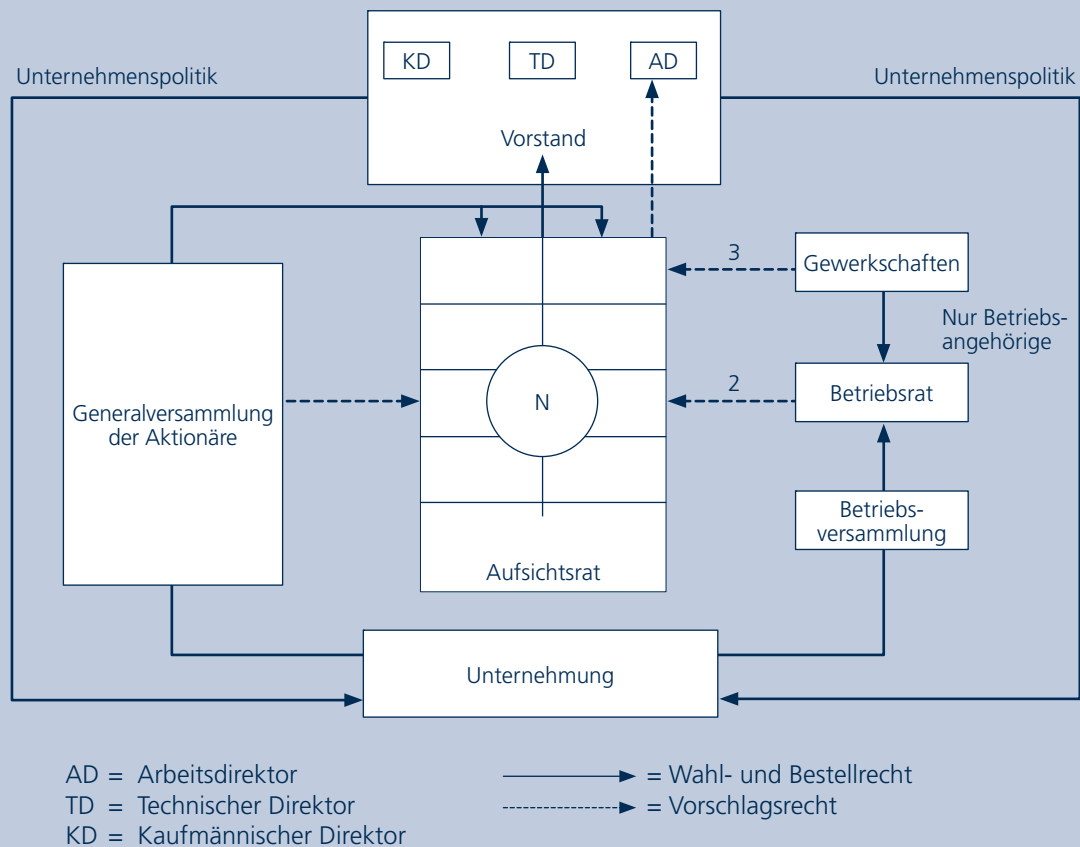 KD
TD
AD
Unternehmenspolitik
Unternehmenspolitik
Vorstand
3
Gewerkschaften
Nur Betriebs-
angehörige
Generalversammlung
der Aktionäre
N
2
Betriebsrat
Betriebs-
versammlung
Aufsichtsrat
Unternehmung
AD = Arbeitsdirektor
TD = Technischer Direktor
KD = Kaufmännischer Direktor
= Wahl- und Bestellrecht
= Vorschlagsrecht